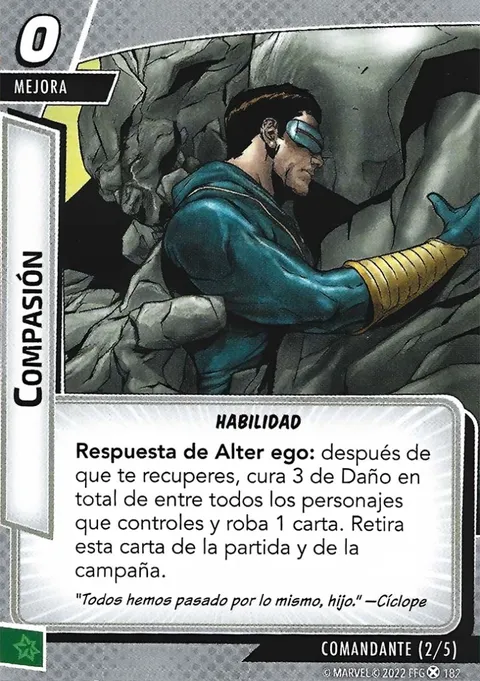 0
MEJORA
COMPASIÓN
HABILIDAD
Respuesta de Alter ego: después de
que te recuperes, cura 3 de Daño en
total de entre todos los personajes
que controles y roba 1 carta. Retira
esta carta de la partida y de la
campaña.
"Todos hemos pasado por lo mismo, hijo." —Cíclope
COMANDANTE (2/5)
© MARVEL © 2022 FFG 182